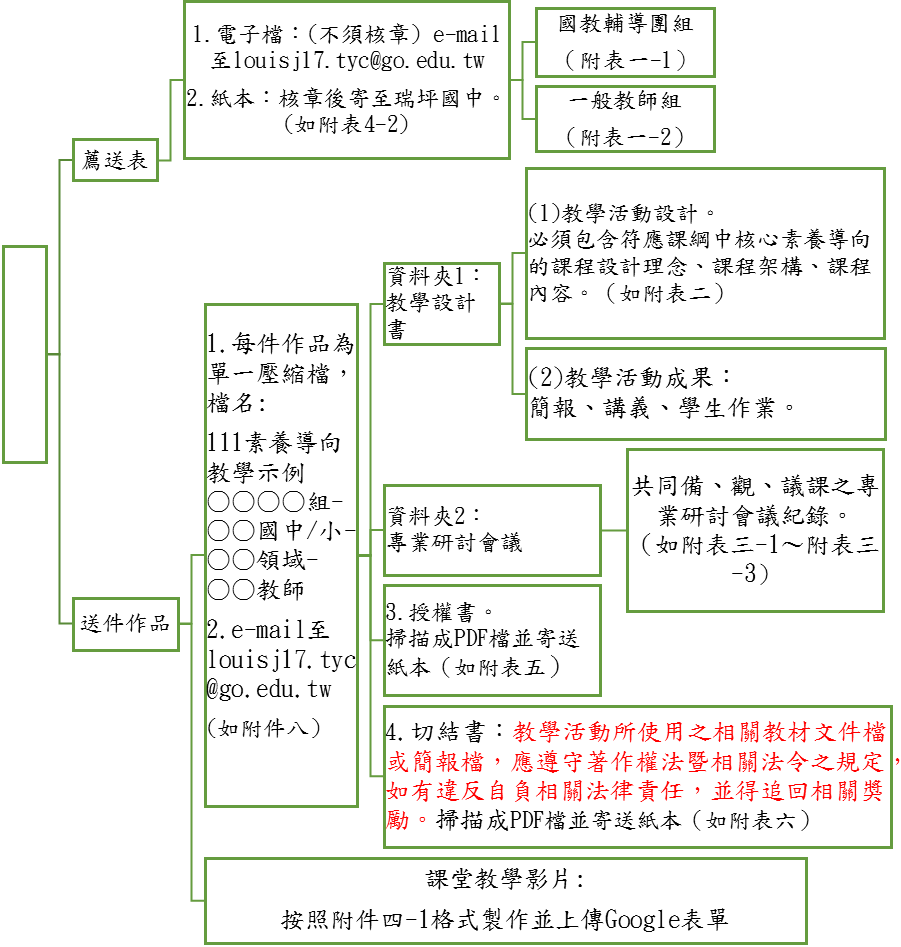 1.電子檔：(不須核章) e-mail
至louisj17.tyc@go.edu.tw
2.紙本：核章後寄至瑞坪國中。
(如附表4-2)
國教輔導團組
（附表一-1）
一般教師組
（附表一-2）
薦送表
(1)教學活動設計。
必須包含符應課綱中核心素養導向
的課程設計理念、課程架構、課程
內容。（如附表二）
資料夾1：
教學設計
書
(2)教學活動成果：
簡報、講義、學生作業。
1.每件作品為
單一壓縮檔，
檔名:
111素養導向
教學示例
○○○○組-
○○國中/小-
○○領域-
○○教師
2.e-mail至
louisj17.tyc
@go.edu.tw
(如附件八)
資料夾2：
專業研討會議
共同備、觀、議課之專
業研討會議紀錄。
（如附表三-1～附表三
-3）
送件作品
3.授權書。
掃描成PDF檔並寄送
紙本（如附表五）
4.切結書：教學活動所使用之相關教材文件檔
或簡報檔，應遵守著作權法暨相關法令之規定，
如有違反自負相關法律責任，並得追回相關獎
勵。掃描成PDF檔並寄送紙本（如附表六）
課堂教學影片:
按照附件四-1格式製作並上傳Google表單